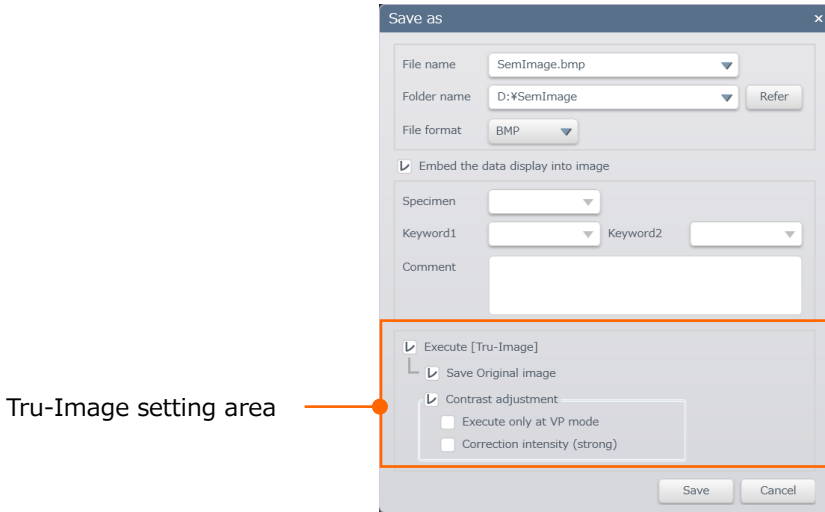 Save as ×
File name SemImage.bmp
Folder name D:¥SemImage Refer
File format BMP
Embed the data display into image
Specimen
Keyword1 Keyword2
Comment
Execute [Tru-Image]
Save Original image
Tru-Image setting area
Contrast adjustment
Execute only at VP mode
Correction intensity (strong)
Save Cancel